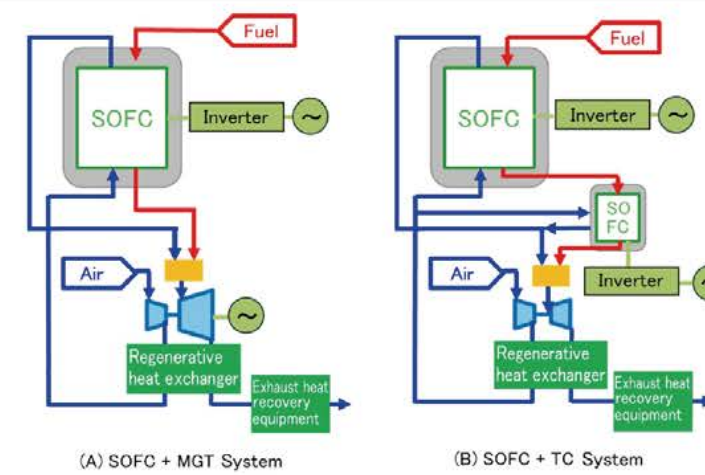 Fuel
SOFC
Inverter
~
Air
~
Regenerative
heat exchanger
Exhaust heat
recovery
equipment
(A) SOFC + MGT System
Fuel
SOFC
Inverter
~
SO
FC
Air
Inverter
Regenerative
heat exchanger
Exhaust heat
recovery
equipment
(B) SOFC + TC System